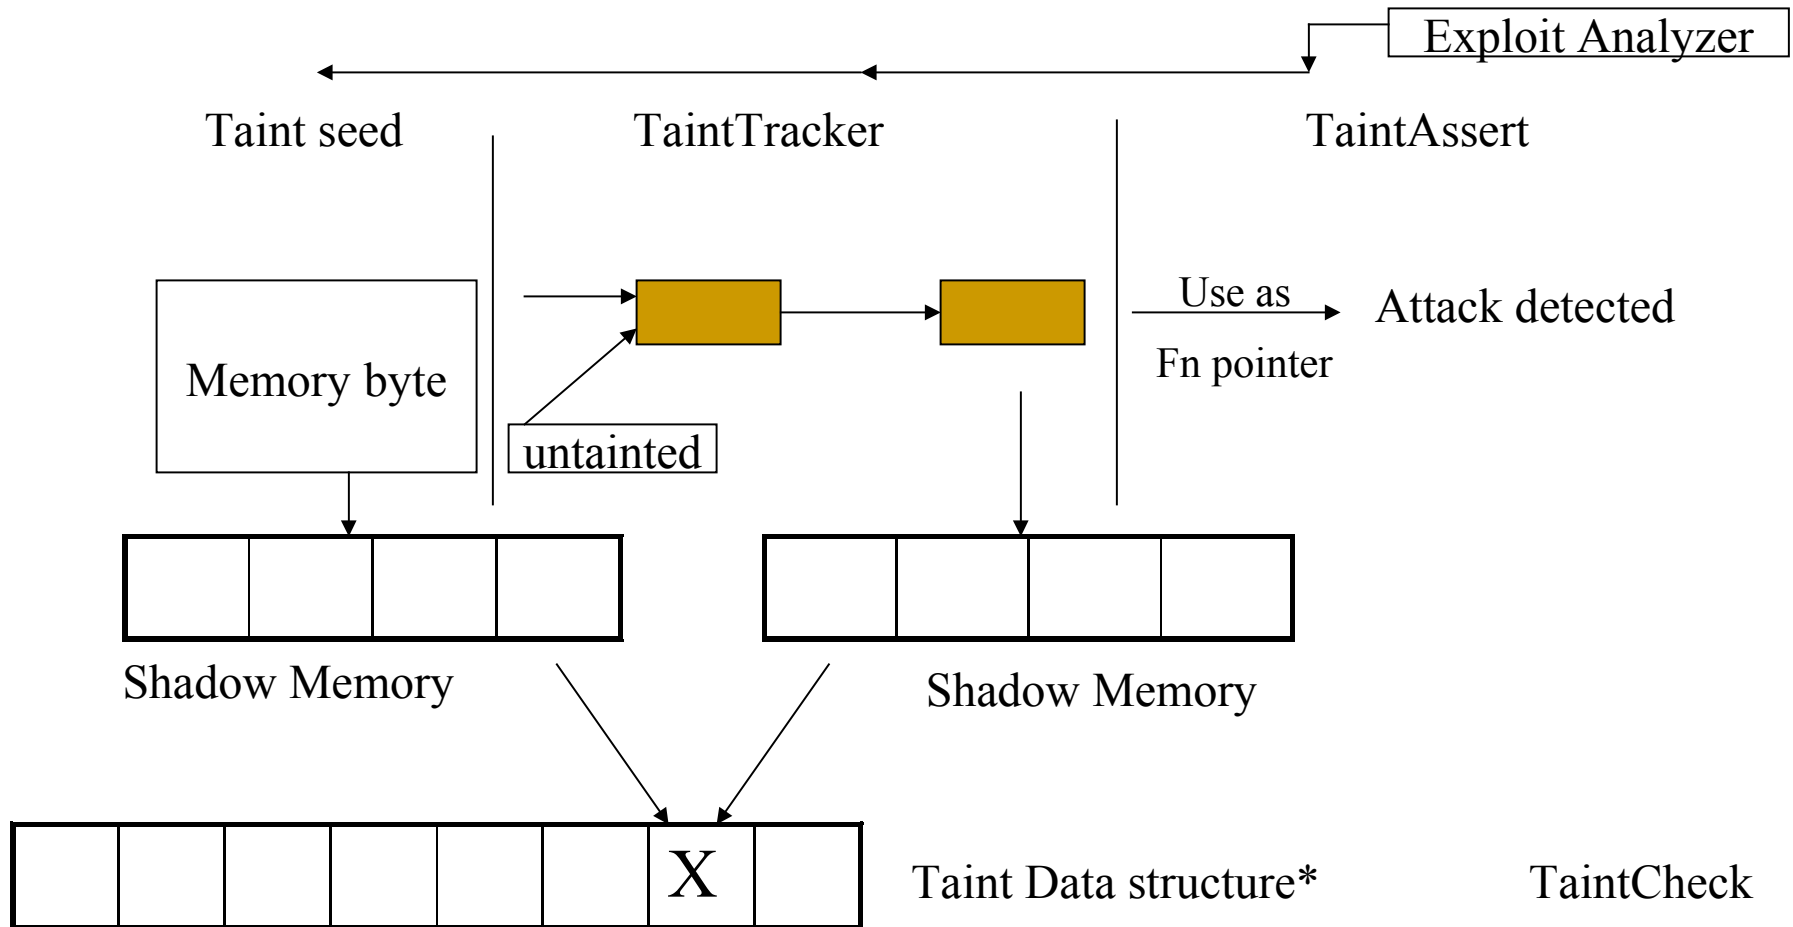 Exploit Analyzer
Taint seed
TaintTracker
TaintAssert
Use as
Fn pointer
Attack detected
Memory byte
untainted
Shadow Memory
Shadow Memory
X
Taint Data structure*
TaintCheck